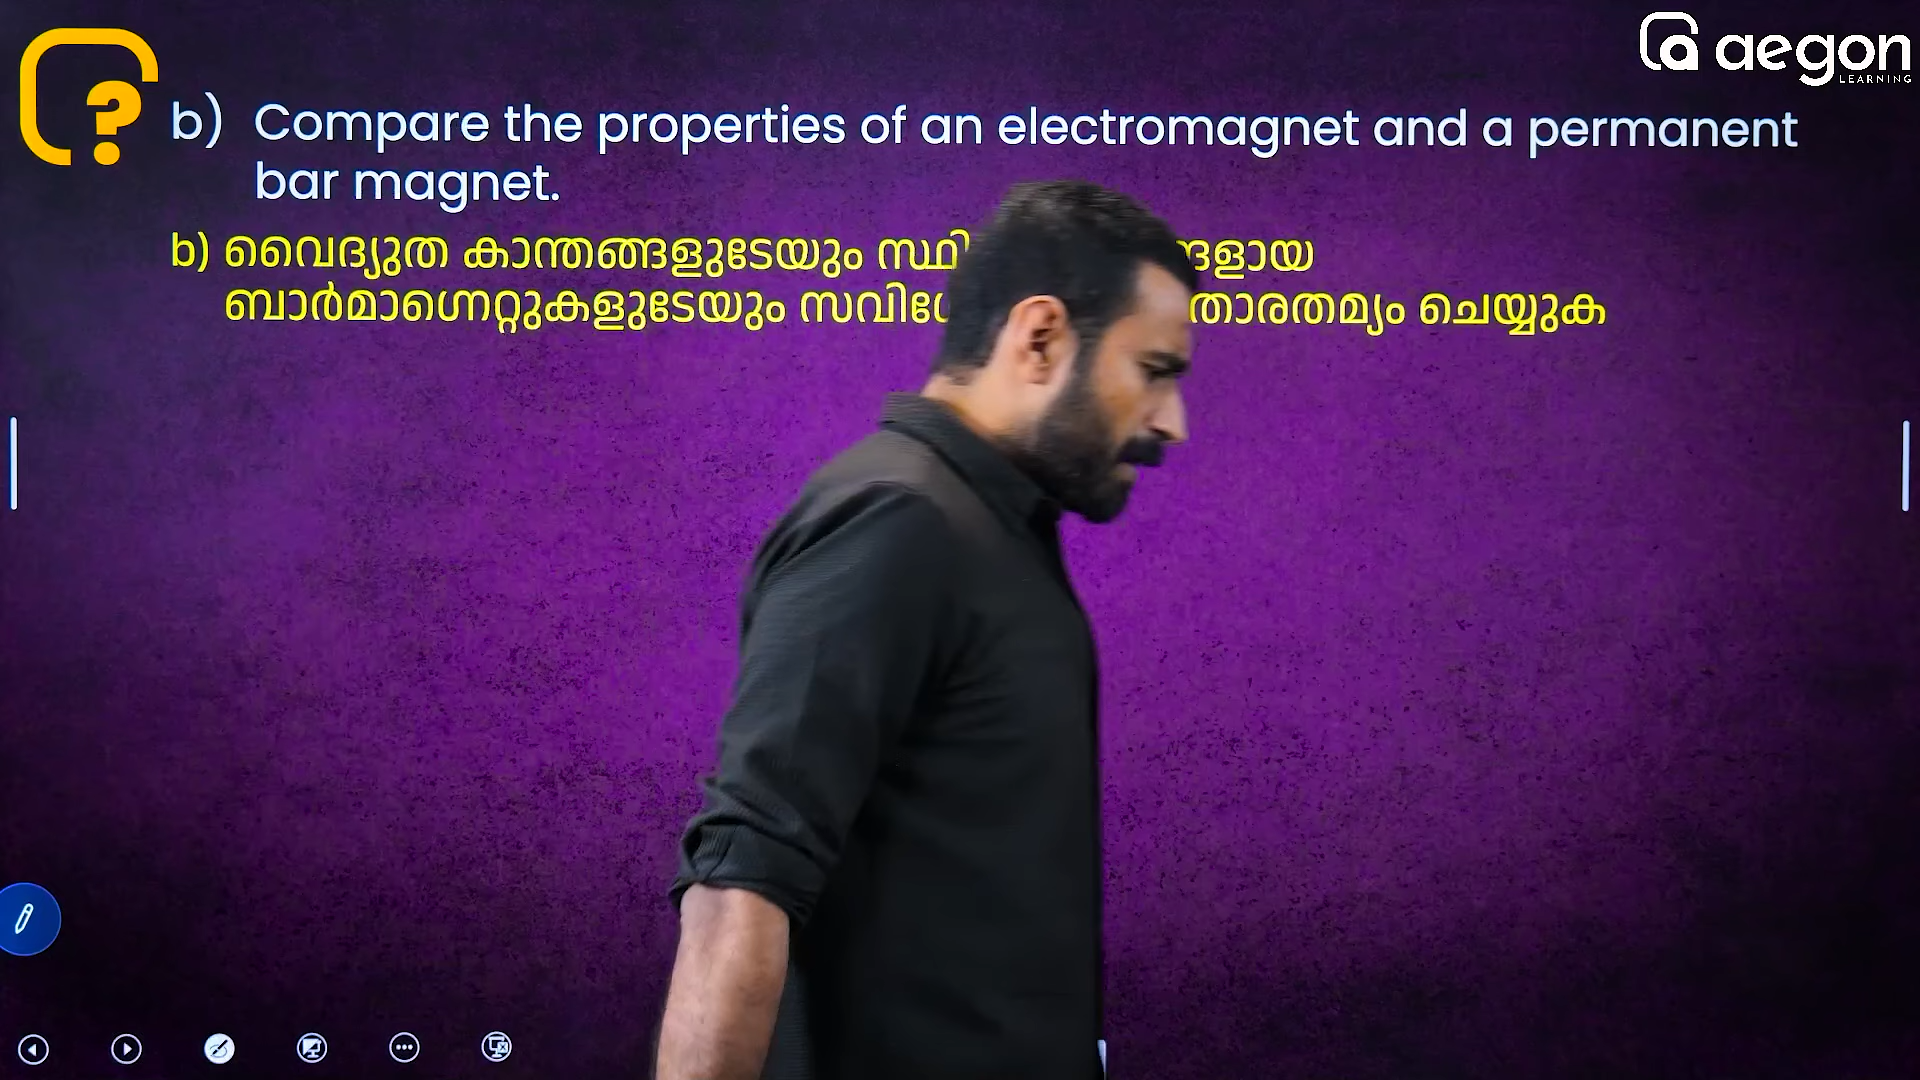 aegon
LEARNING
b) Compare the properties of an electromagnet and a permanent
bar magnet.
b) വൈദ്യുത കാന്തങ്ങളുടേയും
ബാർമാഗ്നെറ്റുകളുടേയും താരതമ്യം ചെയ്യുക